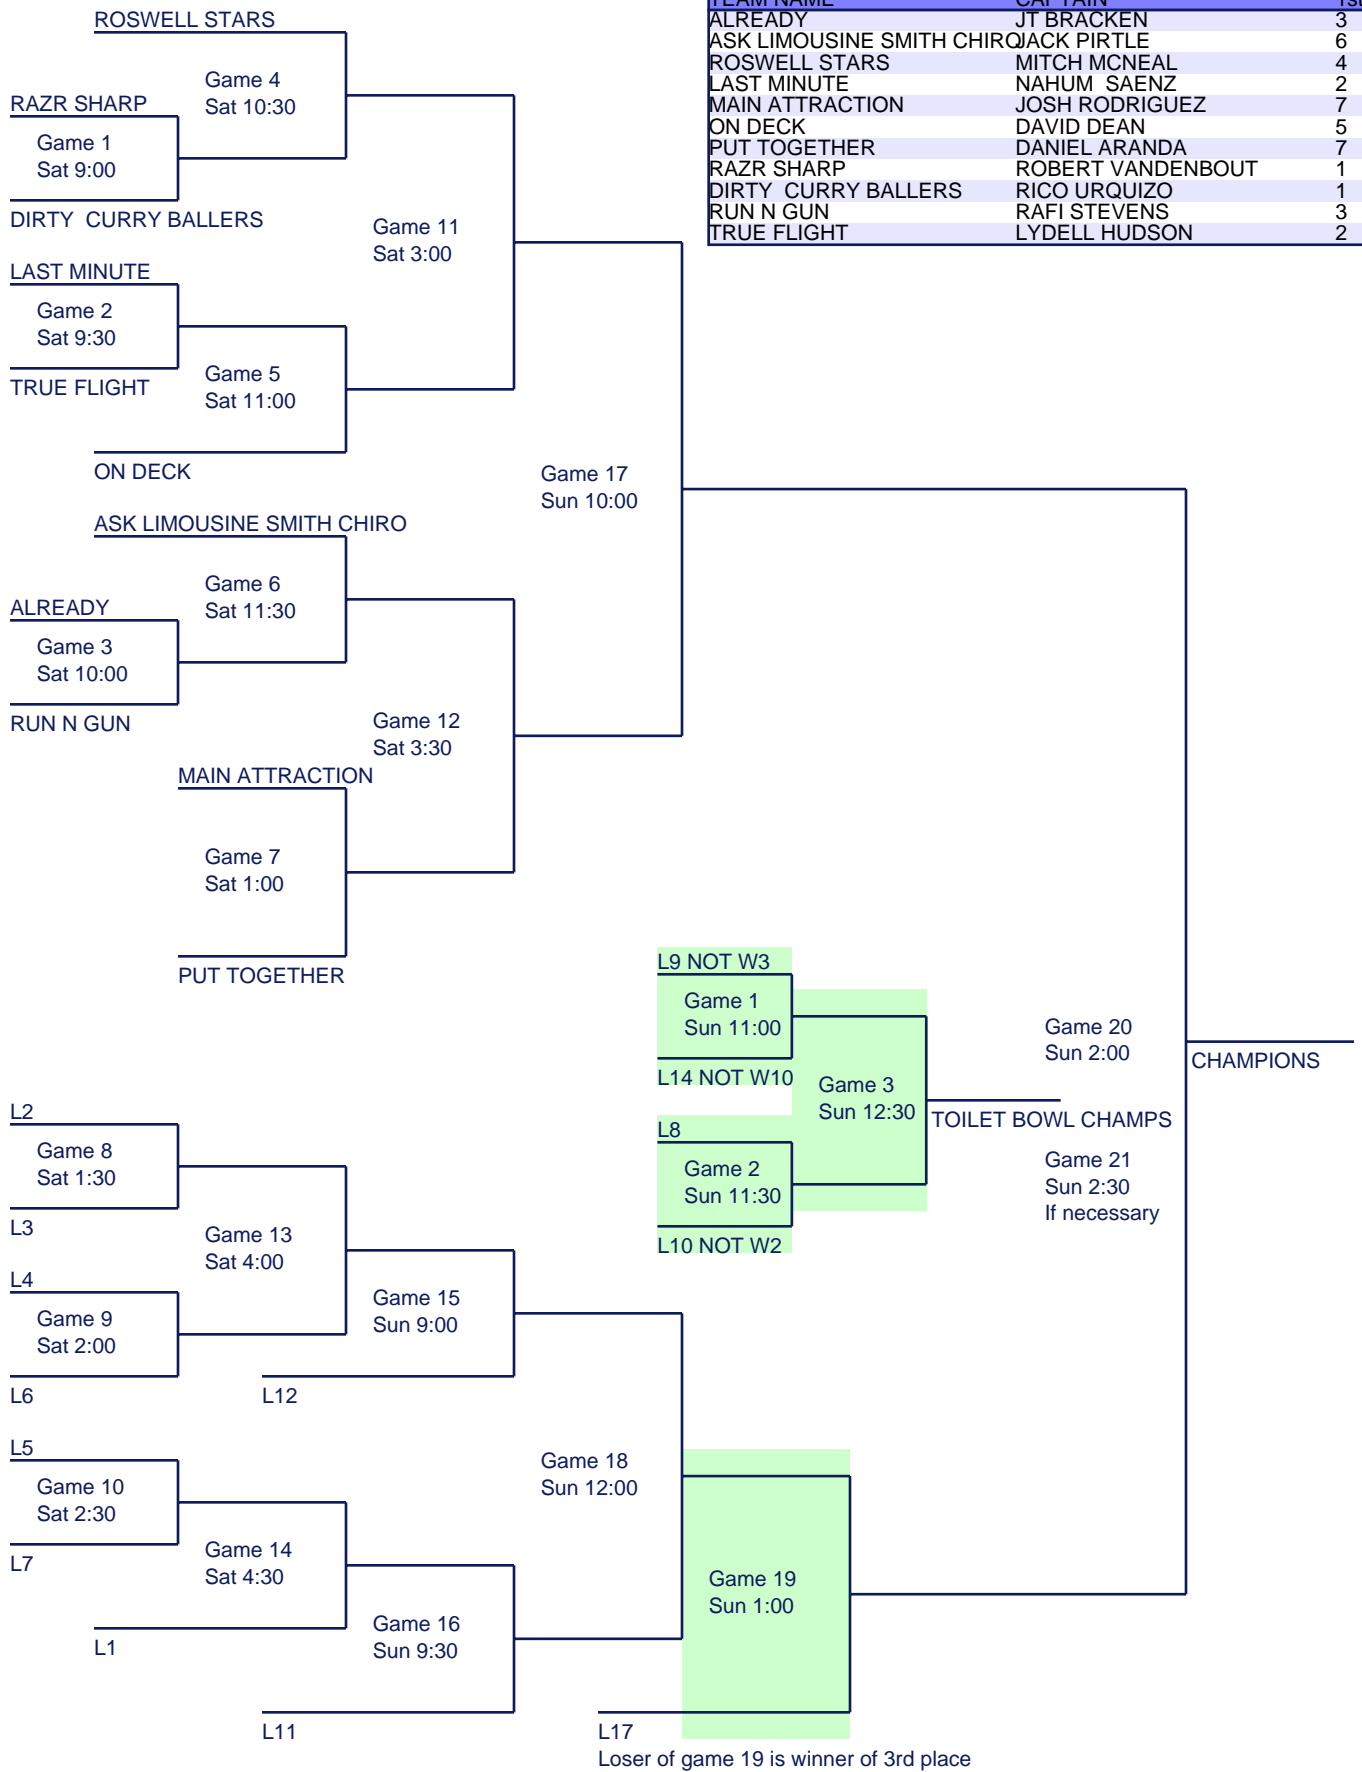 TEAM NAME CAPTAIN 1st
ALREADY JT BRACKEN 3
ASK LIMOUSINE SMITH CHIRO JACK PIRTLE 6
ROSWELL STARS MITCH MCNEAL 4
LAST MINUTE NAHUM  SAENZ 2
MAIN ATTRACTION JOSH RODRIGUEZ 7
ON DECK DAVID DEAN 5
PUT TOGETHER DANIEL ARANDA 7
RAZR SHARP ROBERT VANDENBOUT 1
DIRTY  CURRY BALLERS RICO URQUIZO 1
RUN N GUN RAFI STEVENS 3
TRUE FLIGHT LYDELL HUDSON 2
ROSWELL STARS
Game 4
Sat 10:30
RAZR SHARP
Game 1
Sat 9:00
DIRTY  CURRY BALLERS
Game 11
Sat 3:00
LAST MINUTE
Game 2
Sat 9:30
TRUE FLIGHT
Game 5
Sat 11:00
ON DECK
Game 17
Sun 10:00
ASK LIMOUSINE SMITH CHIRO
Game 6
Sat 11:30
ALREADY
Game 3
Sat 10:00
RUN N GUN
Game 12
Sat 3:30
MAIN ATTRACTION
Game 7
Sat 1:00
PUT TOGETHER
L9 NOT W3
Game 1
Sun 11:00
L14 NOT W10
Game 3
Sun 12:30
L8
Game 2
Sun 11:30
L10 NOT W2
TOILET BOWL CHAMPS
Game 20
Sun 2:00
CHAMPIONS
Game 21
Sun 2:30
If necessary
L2
Game 8
Sat 1:30
L3
Game 13
Sat 4:00
L4
Game 9
Sat 2:00
L6
Game 15
Sun 9:00
L12
L5
Game 10
Sat 2:30
L7
Game 14
Sat 4:30
L1
Game 16
Sun 9:30
L11
Game 18
Sun 12:00
Game 19
Sun 1:00
L17
Loser of game 19 is winner of 3rd place